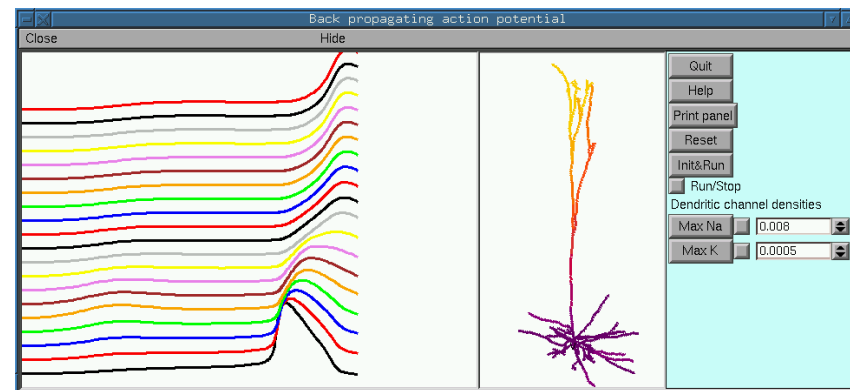 Back propagating action potential
Close Hide
Quit
Help
Print panel
Reset
Init&Run
Run/Stop
Dendritic channel densities
Max Na 0.008
Max K 0.0005